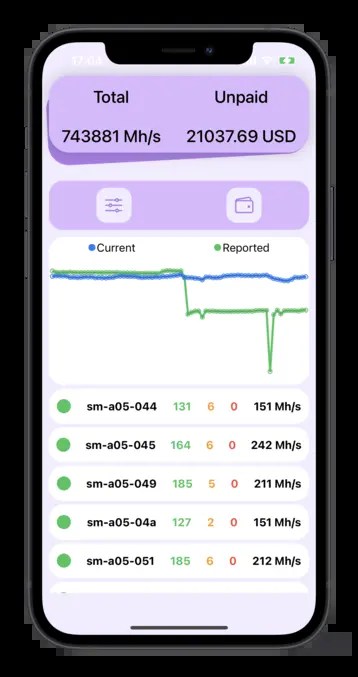 17:04
Total Unpaid
743881 Mh/s 21037.69 USD
Current Reported
sm-a05-044 131 6 0 151 Mh/s
sm-a05-045 164 6 0 242 Mh/s
sm-a05-049 185 5 0 211 Mh/s
sm-a05-04a 127 2 0 151 Mh/s
sm-a05-051 185 6 0 212 Mh/s